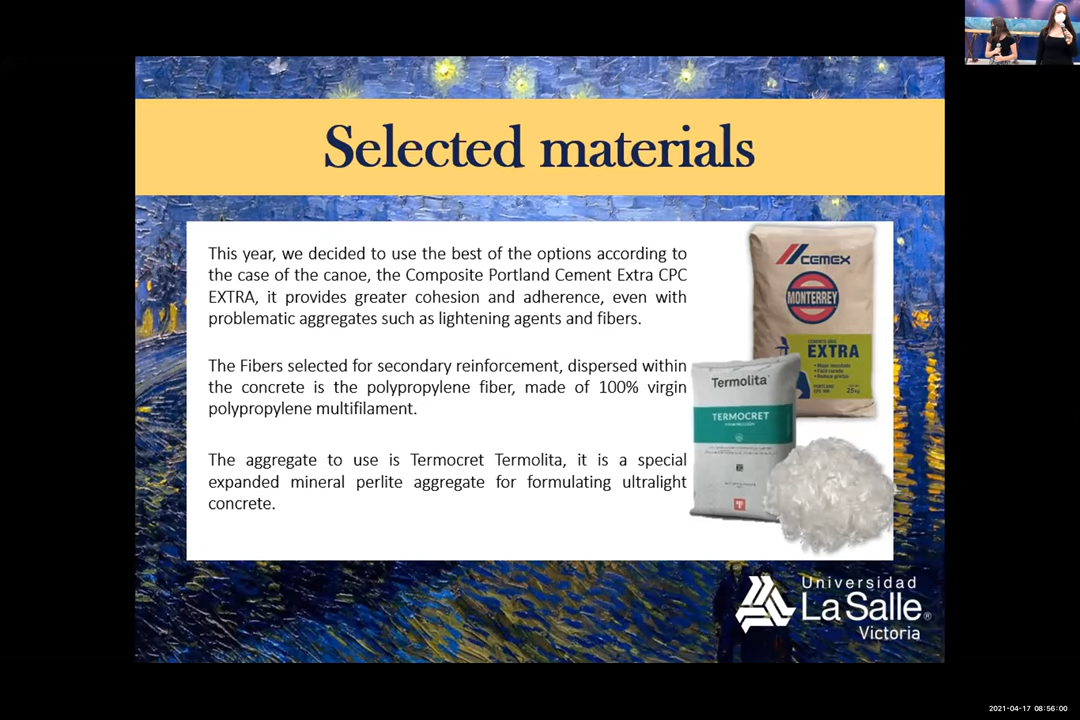 Selected materials
This year, we decided to use the best of the options according to
the case of the canoe, the Composite Portland Cement Extra CPC
EXTRA, it provides greater cohesion and adherence, even with
problematic aggregates such as lightening agents and fibers.
The Fibers selected for secondary reinforcement, dispersed within
the concrete is the polypropylene fiber, made of 100% virgin
polypropylene multifilament.
The aggregate to use is Termocret Termolita, it is a special
expanded mineral perlite aggregate for formulating ultralight
concrete.
CEMEX
MONTERREY
EXTRA
25kg
Termolita
TERMOCRET
Universidad
La Salle®
Victoria
2021-04-17 08:56:00